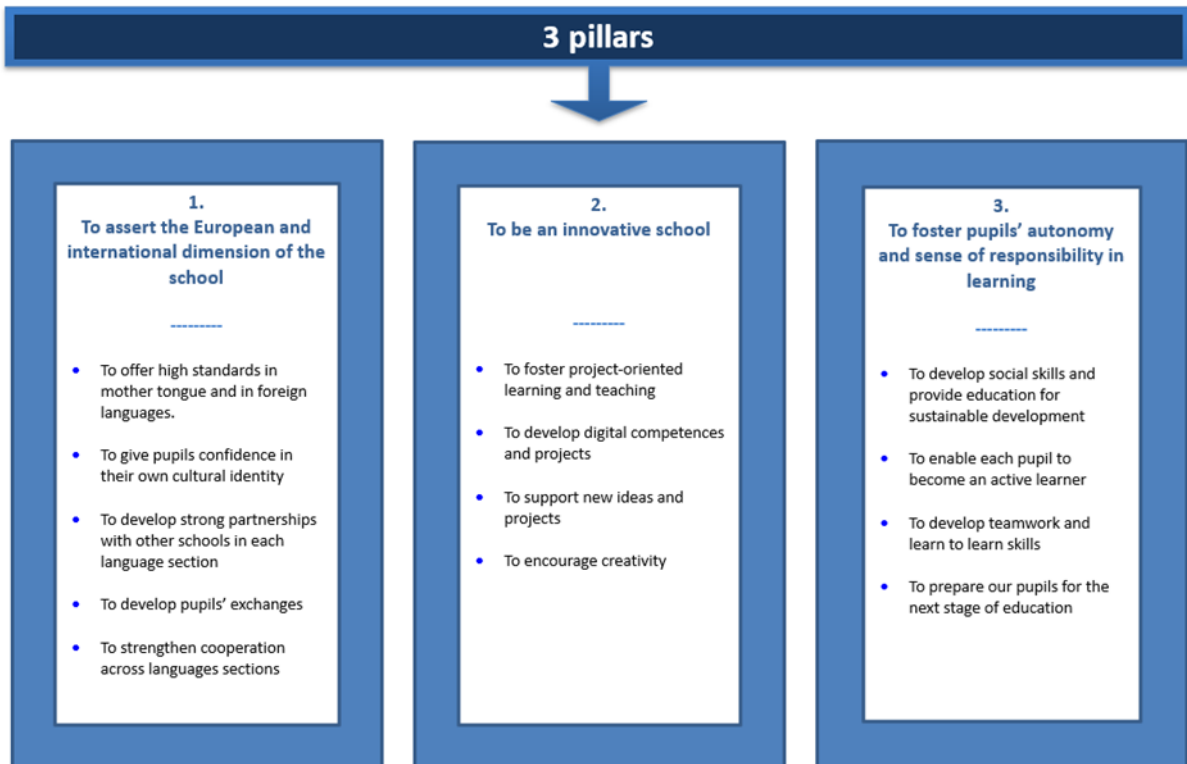 3 pillars
1.
To assert the European and
international dimension of the
school
---------
• To offer high standards in
mother tongue and in foreign
languages.
• To give pupils confidence in
their own cultural identity
• To develop strong partnerships
with other schools in each
language section
• To develop pupils’ exchanges
• To strengthen cooperation
across languages sections
2.
To be an innovative school
---------
• To foster project-oriented
learning and teaching
• To develop digital competences
and projects
• To support new ideas and
projects
• To encourage creativity
3.
To foster pupils’ autonomy
and sense of responsibility in
learning
---------
• To develop social skills and
provide education for
sustainable development
• To enable each pupil to
become an active learner
• To develop teamwork and
learn to learn skills
• To prepare our pupils for the
next stage of education